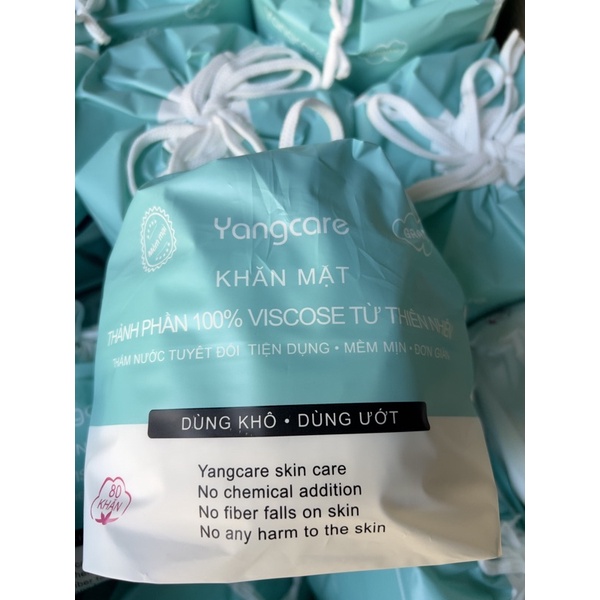 Yangcare
KHĂN MẶT
THÀNH PHẦN 100% VISCOSE TỪ THIÊN NHIÊN
THẤM NƯỚC TUYỆT ĐỐI TIỆN DỤNG • MỀM MỊN • ĐƠN GIẢN
DÙNG KHÔ • DÙNG ƯỚT
80
KHĂN
Yangcare skin care
No chemical addition
No fiber falls on skin
No any harm to the skin